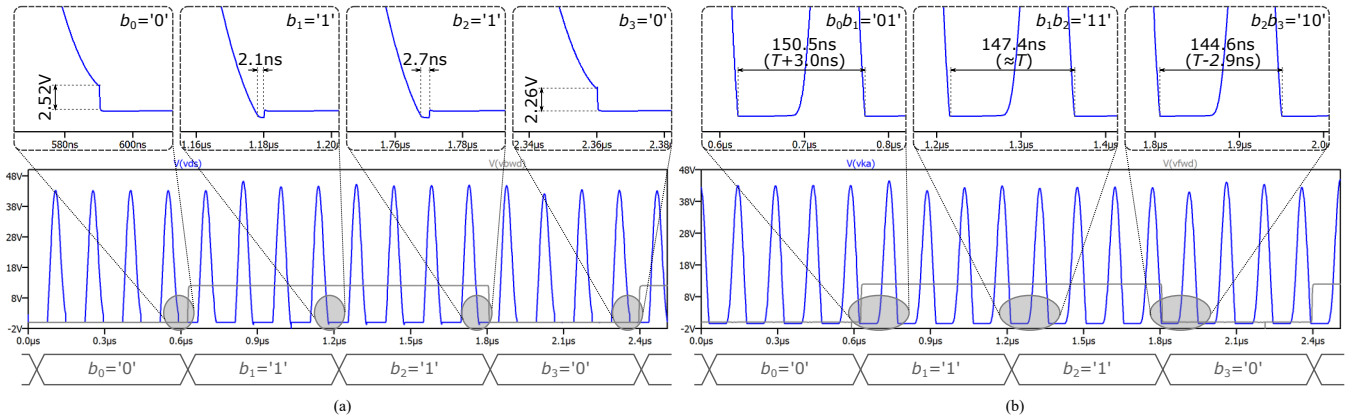 b0='0'
b1='1'
b2='1'
b3='0'
2.52V
2.1ns
2.7ns
2.26V
580ns 600ns
1.16µs 1.18µs 1.20µs
1.76µs 1.78µs
2.34µs 2.36µs 2.38µs
V(vds)
V(vbwd)
48V
38V
28V
18V
8V
-2V
0.0µs 0.3µs 0.6µs 0.9µs 1.2µs 1.5µs 1.8µs 2.1µs 2.4µs
b0='0' b1='1' b2='1' b3='0'
(a)
b0b1='01'
b1b2='11'
b2b3='10'
150.5ns
(T+3.0ns)
147.4ns
(≈T)
144.6ns
(T-2.9ns)
0.6µs 0.7µs 0.8µs
1.2µs 1.3µs 1.4µs
1.8µs 1.9µs 2.0µs
V(vka)
V(vfwd)
48V
38V
28V
18V
8V
-2V
0.0µs 0.3µs 0.6µs 0.9µs 1.2µs 1.5µs 1.8µs 2.1µs 2.4µs
b0='0' b1='1' b2='1' b3='0'
(b)